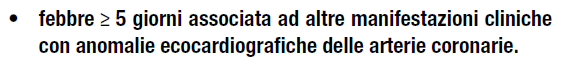 • febbre ≥ 5 giorni associata ad altre manifestazioni cliniche
con anomalie ecocardiografiche delle arterie coronarie.